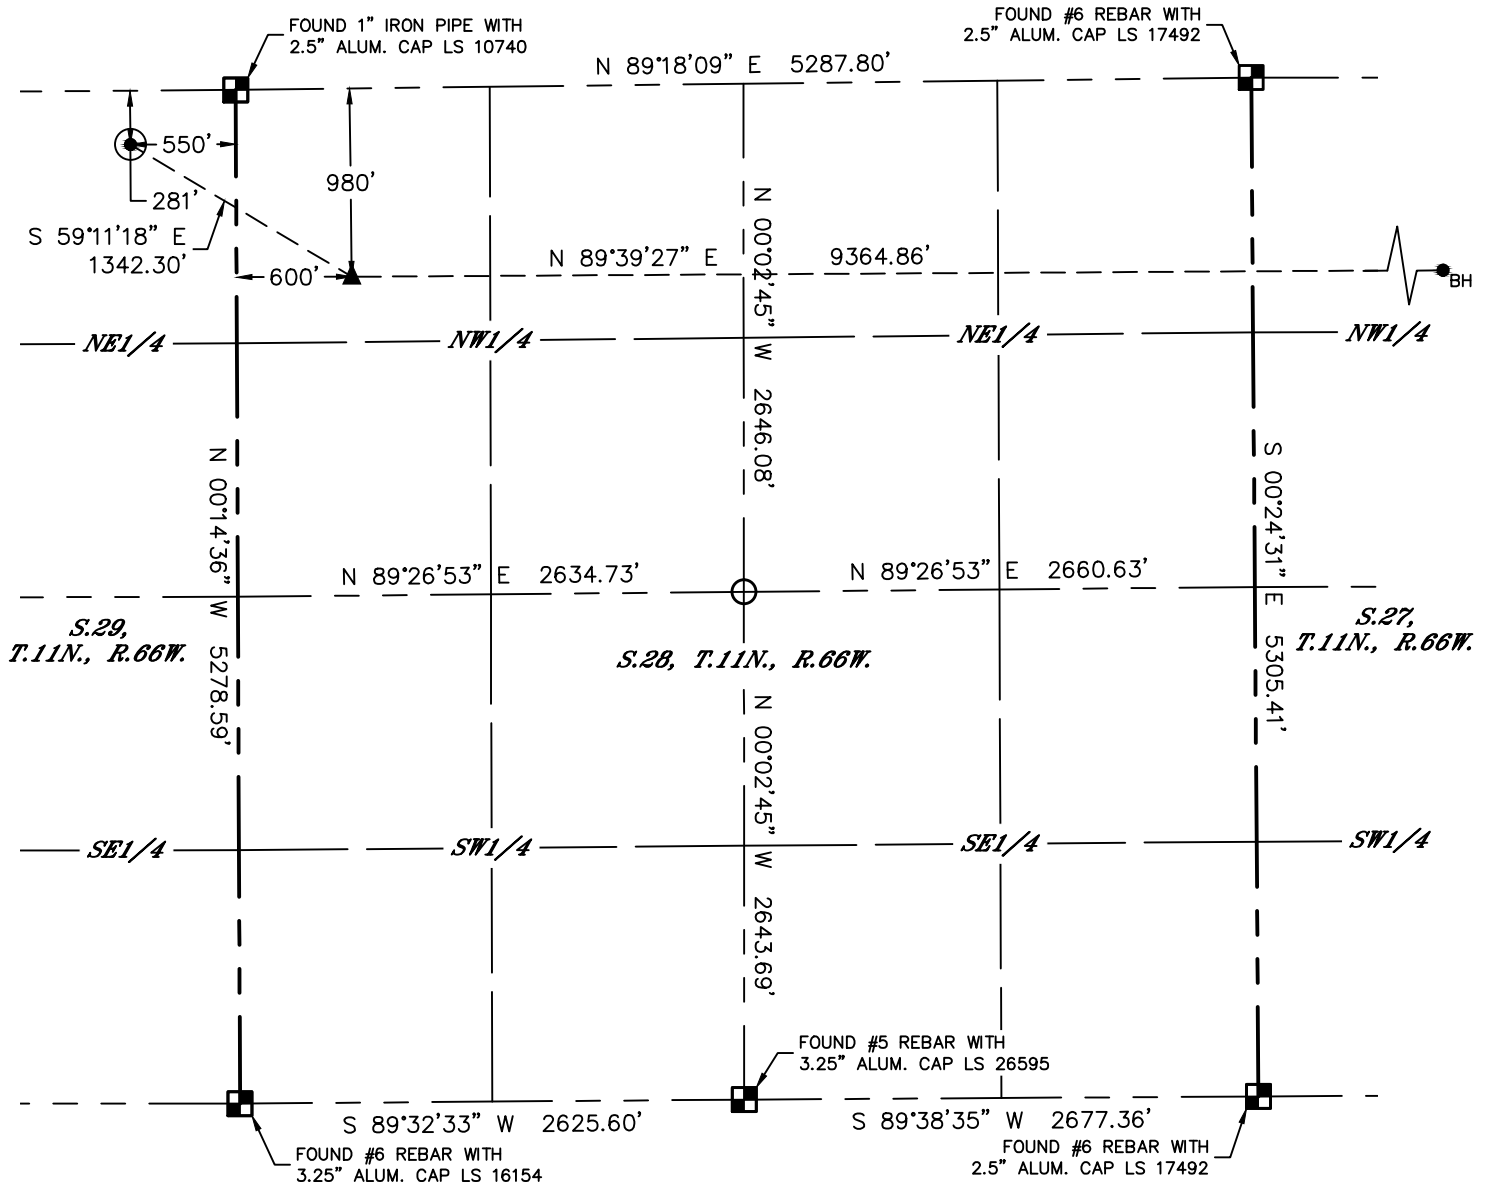 FOUND 1" IRON PIPE WITH
2.5" ALUM. CAP LS 10740
FOUND #6 REBAR WITH
2.5" ALUM. CAP LS 17492
N 89°18'09" E 5287.80'
550'
281'
980'
S 59°11'18" E
1342.30'
600'
N 89°39'27" E 9364.86'
BH
N 00°02'45" W 2646.08'
NE1/4
NW1/4
NE1/4
NW1/4
N 00°14'36" W 5278.59'
S 00°24'31" E 5305.41'
N 89°26'53" E 2634.73'
N 89°26'53" E 2660.63'
S.29,
T.11N., R.66W.
S.28, T.11N., R.66W.
S.27,
T.11N., R.66W.
N 00°02'45" W 2643.69'
SE1/4
SW1/4
SE1/4
SW1/4
FOUND #5 REBAR WITH
3.25" ALUM. CAP LS 26595
S 89°32'33" W 2625.60'
S 89°38'35" W 2677.36'
FOUND #6 REBAR WITH
3.25" ALUM. CAP LS 16154
FOUND #6 REBAR WITH
2.5" ALUM. CAP LS 17492